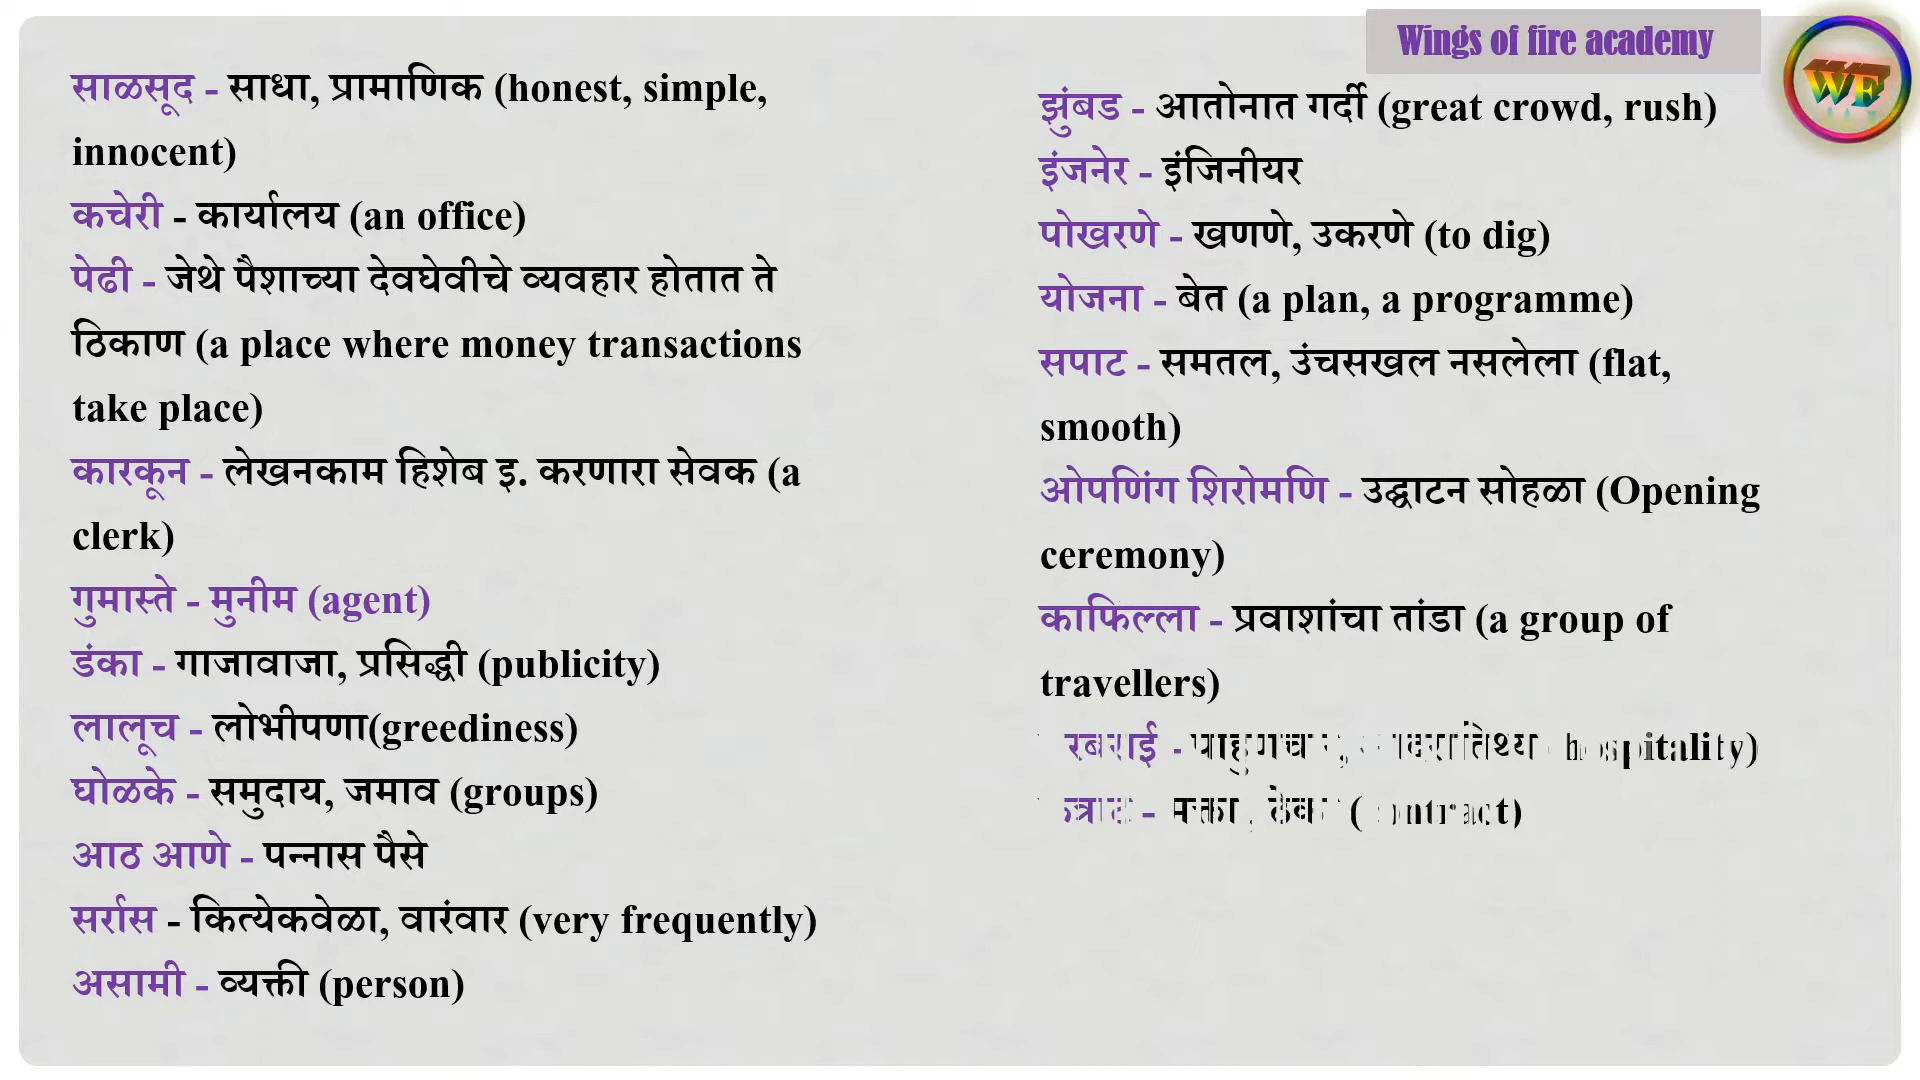 Wings of fire academy
WF
साळसूद - साधा, प्रामाणिक (honest, simple,
innocent)
कचेरी - कार्यालय (an office)
पेढी - जेथे पैशाच्या देवघेवीचे व्यवहार होतात ते
ठिकाण (a place where money transactions
take place)
कारकून - लेखनकाम हिशेब इ. करणारा सेवक (a
clerk)
गुमास्ते - मुनीम (agent)
डंका - गाजावाजा, प्रसिद्धी (publicity)
लालूच - लोभीपणा(greediness)
घोळके - समुदाय, जमाव (groups)
आठ आणे - पन्नास पैसे
सर्रास - कित्येकवेळा, वारंवार (very frequently)
असामी - व्यक्ती (person)
झुंबड - आतोनात गर्दी (great crowd, rush)
इंजनेर - इंजिनीयर
पोखरणे - खणणे, उकरणे (to dig)
योजना - बेत (a plan, a programme)
सपाट - समतल, उंचसखल नसलेला (flat,
smooth)
ओपणिंग शिरोमणि - उद्घाटन सोहळा (Opening
ceremony)
काफिल्ला - प्रवाशांचा तांडा (a group of
travellers)
- hospitality)
- मक्ता, ठेका (contract)